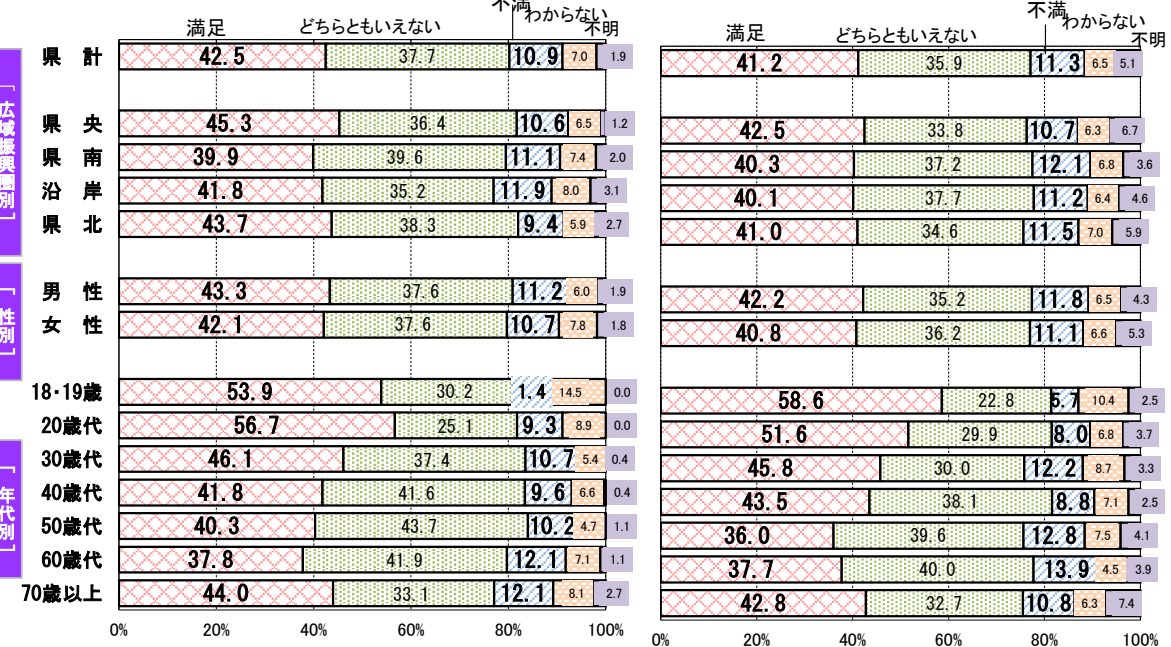 満足 どちらともいえない 不満 わからない 不明
満足 どちらともいえない 不満 わからない 不明
県 計 42.5 37.7 10.9 7.0 1.9 41.2 35.9 11.3 6.5 5.1
[広域振興圏別]
県 央 45.3 36.4 10.6 6.5 1.2 42.5 33.8 10.7 6.3 6.7
県 南 39.9 39.6 11.1 7.4 2.0 40.3 37.2 12.1 6.8 3.6
沿 岸 41.8 35.2 11.9 8.0 3.1 40.1 37.7 11.2 6.4 4.6
県 北 43.7 38.3 9.4 5.9 2.7 41.0 34.6 11.5 7.0 5.9
[性別]
男 性 43.3 37.6 11.2 6.0 1.9 42.2 35.2 11.8 6.5 4.3
女 性 42.1 37.6 10.7 7.8 1.8 40.8 36.2 11.1 6.6 5.3
[年代別]
18・19歳 53.9 30.2 1.4 14.5 0.0 58.6 22.8 5.7 10.4 2.5
20歳代 56.7 25.1 9.3 8.9 0.0 51.6 29.9 8.0 6.8 3.7
30歳代 46.1 37.4 10.7 5.4 0.4 45.8 30.0 12.2 8.7 3.3
40歳代 41.8 41.6 9.6 6.6 0.4 43.5 38.1 8.8 7.1 2.5
50歳代 40.3 43.7 10.2 4.7 1.1 36.0 39.6 12.8 7.5 4.1
60歳代 37.8 41.9 12.1 7.1 1.1 37.7 40.0 13.9 4.5 3.9
70歳以上 44.0 33.1 12.1 8.1 2.7 42.8 32.7 10.8 6.3 7.4
0% 20% 40% 60% 80% 100% 0% 20% 40% 60% 80% 100%